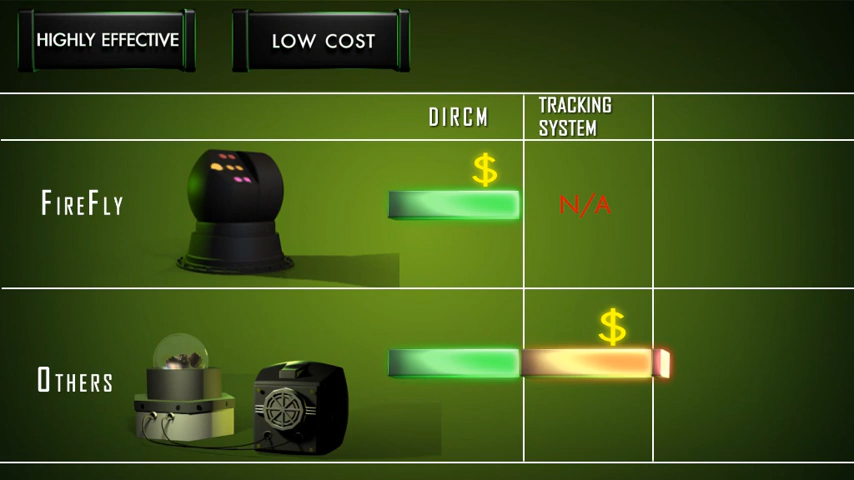 HIGHLY EFFECTIVE
LOW COST
DIRCM
TRACKING
SYSTEM
FIREFLY
$
N/A
OTHERS
$